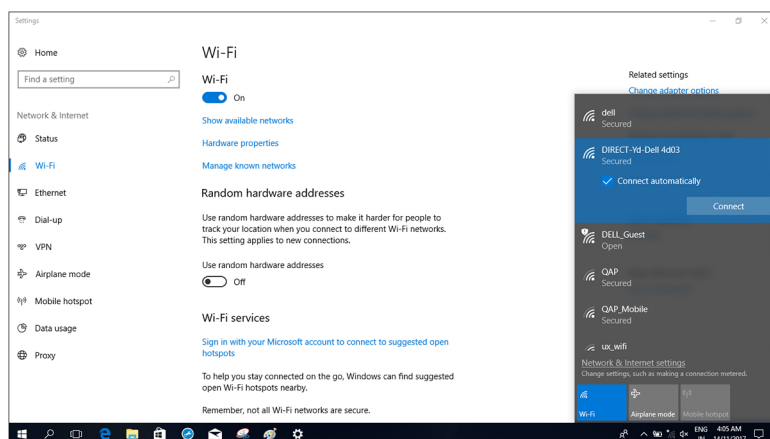 Settings
Home
Find a setting
Network & Internet
Status
Wi-Fi
Ethernet
Dial-up
VPN
Airplane mode
Mobile hotspot
Data usage
Proxy
Wi-Fi
Wi-Fi
On
Show available networks
Hardware properties
Manage known networks
Random hardware addresses
Use random hardware addresses to make it harder for people to
track your location when you connect to different Wi-Fi networks.
This setting applies to new connections.
Use random hardware addresses
Off
Wi-Fi services
Sign in with your Microsoft account to connect to suggested open
hotspots
To help you stay connected on the go, Windows can find suggested
open Wi-Fi hotspots nearby.
Remember, not all Wi-Fi networks are secure.
Related settings
Change adapter options
dell
Secured
DIRECT-Yd-Dell 4d03
Secured
Connect automatically
Connect
DELL_Guest
Open
QAP
Secured
QAP_Mobile
Secured
ux_wifi
Network & Internet settings
Change settings, such as making a connection metered.
Wi-Fi
Airplane mode
Mobile hotspot
ENG
IN
4:05 AM
14/11/2017